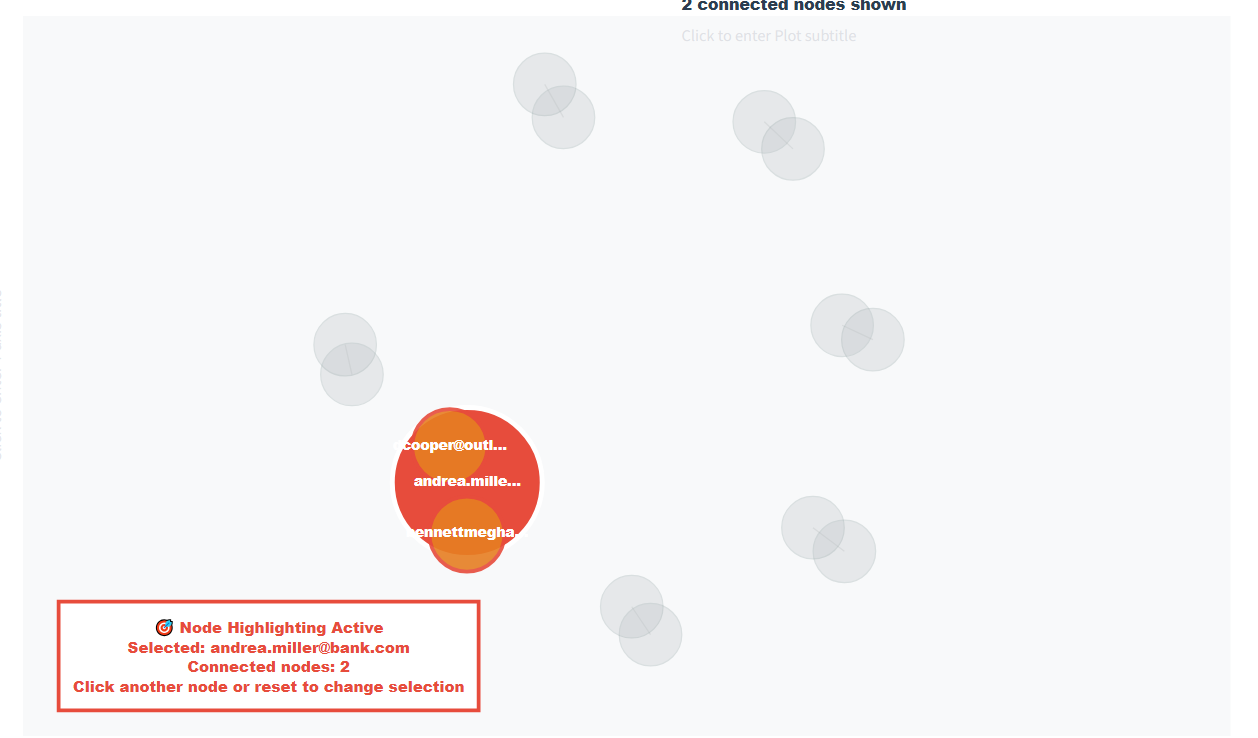 2 connected nodes shown
Click to enter Plot subtitle
cooper@outl...
andrea.mille...
ennettmegha.
🎯 Node Highlighting Active
Selected: andrea.miller@bank.com
Connected nodes: 2
Click another node or reset to change selection